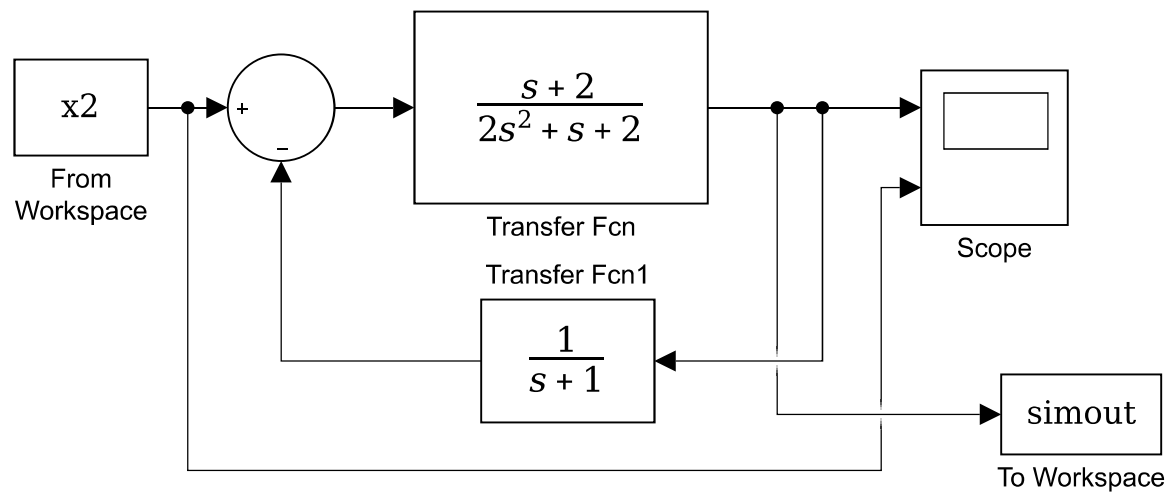 x2
From
Workspace
+
−
s + 2
2s² + s + 2
Transfer Fcn
Transfer Fcn1
1
s + 1
Scope
simout
To Workspace